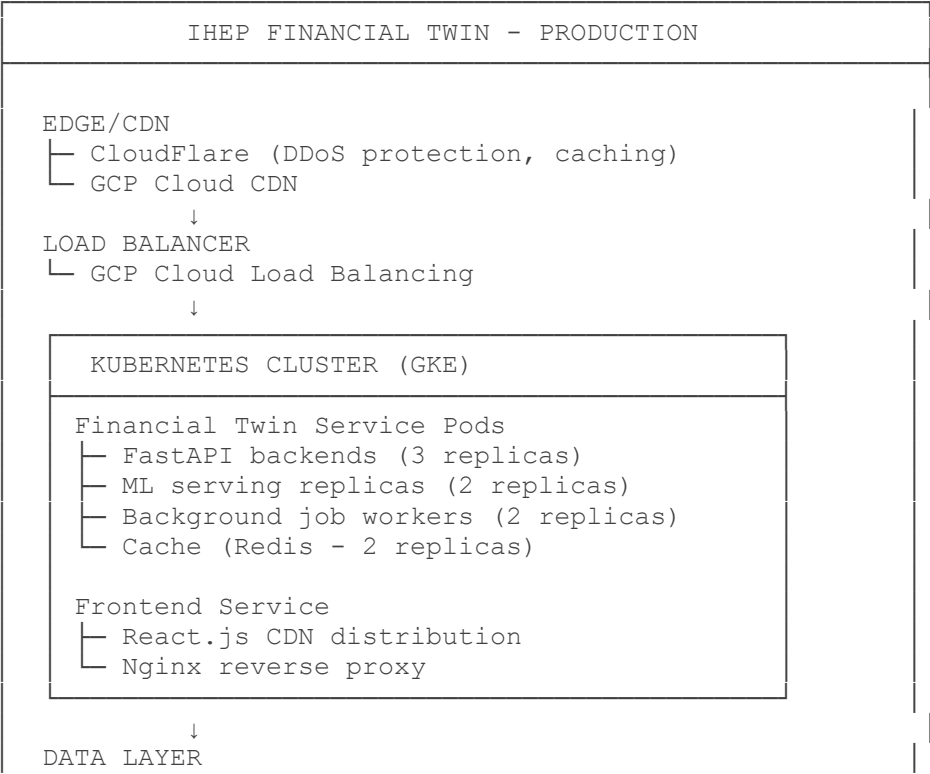 IHEP FINANCIAL TWIN - PRODUCTION
EDGE/CDN
├─ CloudFlare (DDoS protection, caching)
└─ GCP Cloud CDN
↓
LOAD BALANCER
└─ GCP Cloud Load Balancing
↓
KUBERNETES CLUSTER (GKE)
Financial Twin Service Pods
├─ FastAPI backends (3 replicas)
├─ ML serving replicas (2 replicas)
├─ Background job workers (2 replicas)
└─ Cache (Redis - 2 replicas)
Frontend Service
├─ React.js CDN distribution
└─ Nginx reverse proxy
↓
DATA LAYER